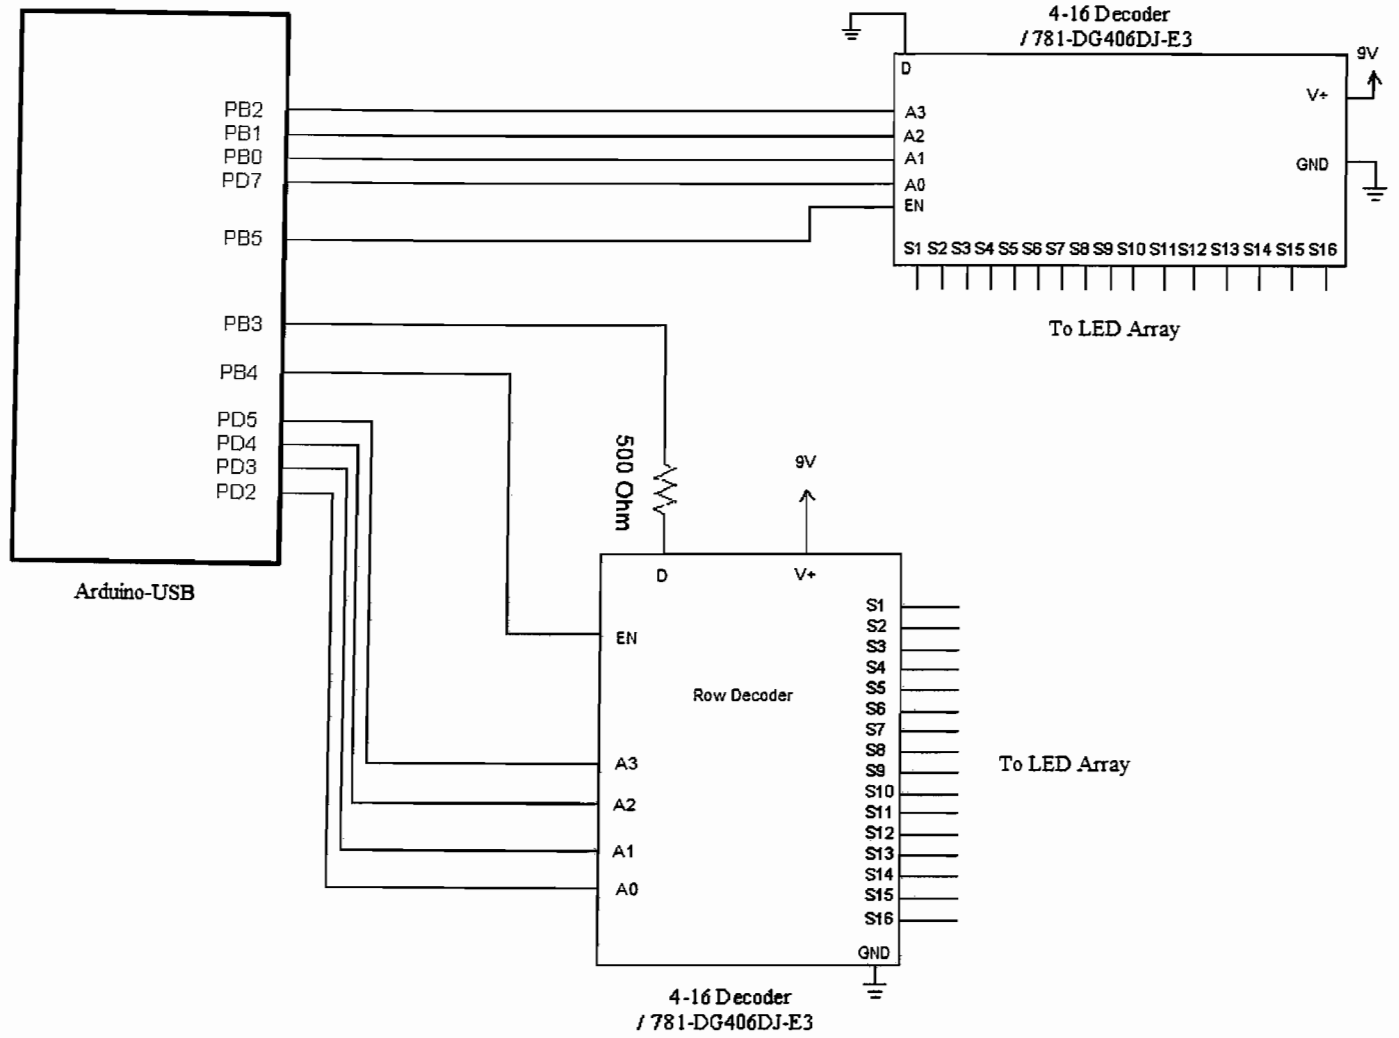 4-16 Decoder
/ 781-DG406DJ-E3
9V
D
V+
PB2
A3
PB1
A2
PB0
A1
GND
PD7
A0
EN
PB5
S1 S2 S3 S4 S5 S6 S7 S8 S9 S10 S11 S12 S13 S14 S15 S16
To LED Array
PB3
PB4
PD5
PD4
PD3
PD2
500 Ohm
9V
Arduino-USB
D
V+
EN
Row Decoder
S1
S2
S3
S4
S5
S6
S7
S8
S9
S10
S11
S12
S13
S14
S15
S16
To LED Array
A3
A2
A1
A0
GND
4-16 Decoder
/ 781-DG406DJ-E3